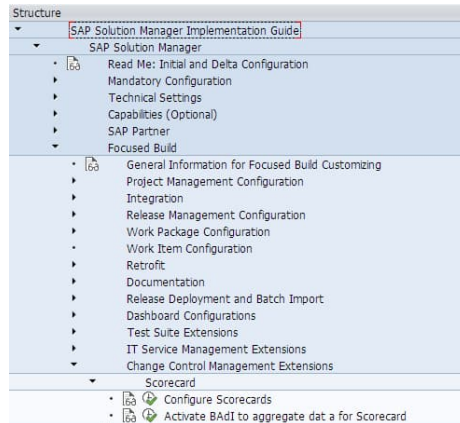 Structure
SAP Solution Manager Implementation Guide
SAP Solution Manager
Read Me: Initial and Delta Configuration
Mandatory Configuration
Technical Settings
Capabilities (Optional)
SAP Partner
Focused Build
General Information for Focused Build Customizing
Project Management Configuration
Integration
Release Management Configuration
Work Package Configuration
Work Item Configuration
Retrofit
Documentation
Release Deployment and Batch Import
Dashboard Configurations
Test Suite Extensions
IT Service Management Extensions
Change Control Management Extensions
Scorecard
Configure Scorecards
Activate BAdI to aggregate dat a for Scorecard